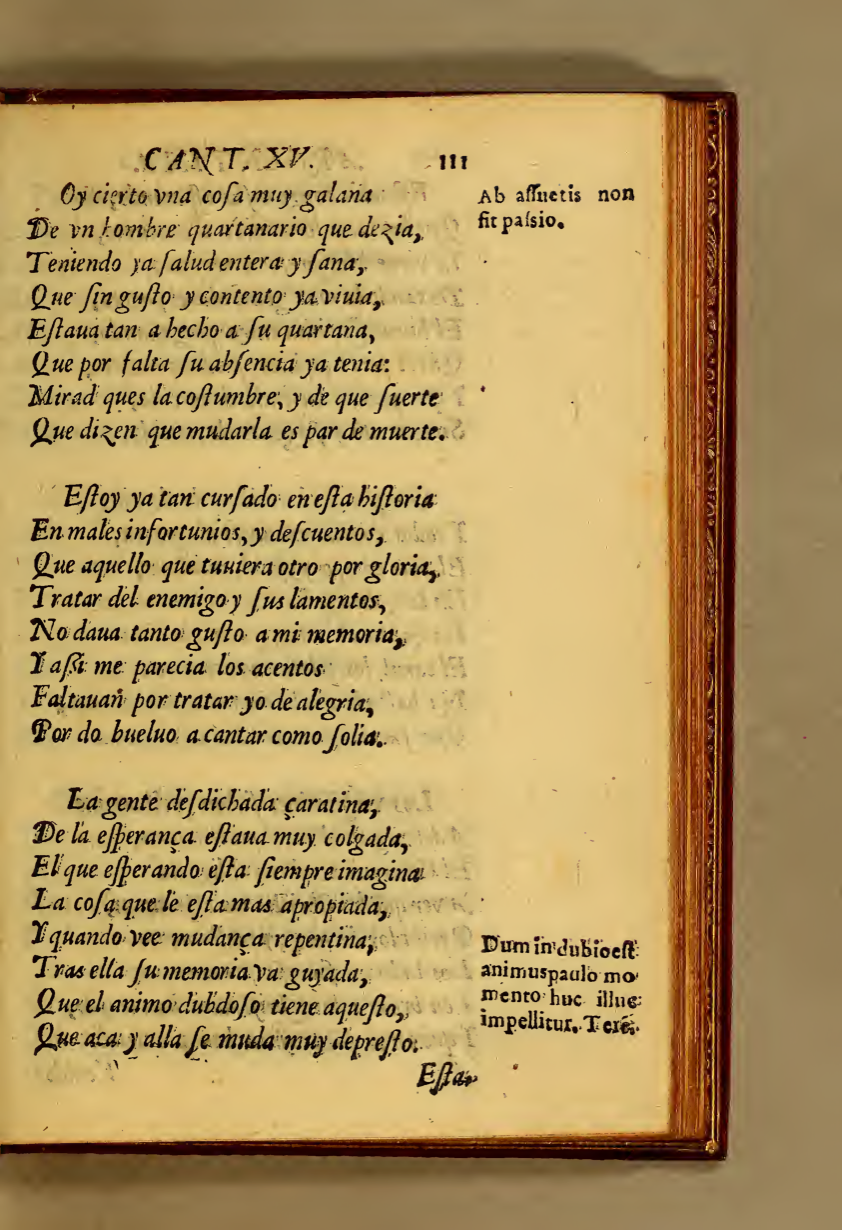 CANT. XV. 111
Oy cierto vna coſa muy galana
De vn hombre quartanario que dezia,
Teniendo ya ſalud entera y ſana,
Que ſin guſto y contento ya viuia,
Eſtaua tan a hecho a ſu quartana,
Que por falta ſu abſencia ya tenia:
Mirad ques la coſtumbre, y de que ſuerte
Que dizen que mudarla es par de muerte.
Ab aſſuetis non
fit paſsio.
Eſtoy ya tan curſado en eſta hiſtoria
En males infortunios, y deſcuentos,
Que aquello que tuuiera otro por gloria,
Tratar del enemigo y ſus lamentos,
No daua tanto guſto a mi memoria,
Y aſsi me parecia los acentos
Faltauan por tratar yo de alegria,
Por do bueluo a cantar como ſolia.
La gente deſdichada çaratina,
De la eſperança eſtaua muy colgada,
El que eſperando eſta ſiempre imagina
La coſa que le eſta mas apropiada,
Y quando vee mudança repentina,
Tras ella ſu memoria va guyada,
Que el animo dubdoſo tiene aqueſto,
Que aca y alla ſe muda muy depreſto.
Dum in dubio eſt
animus paulo mo
mento huc illuc
impellitur. Terē.
Eſtar